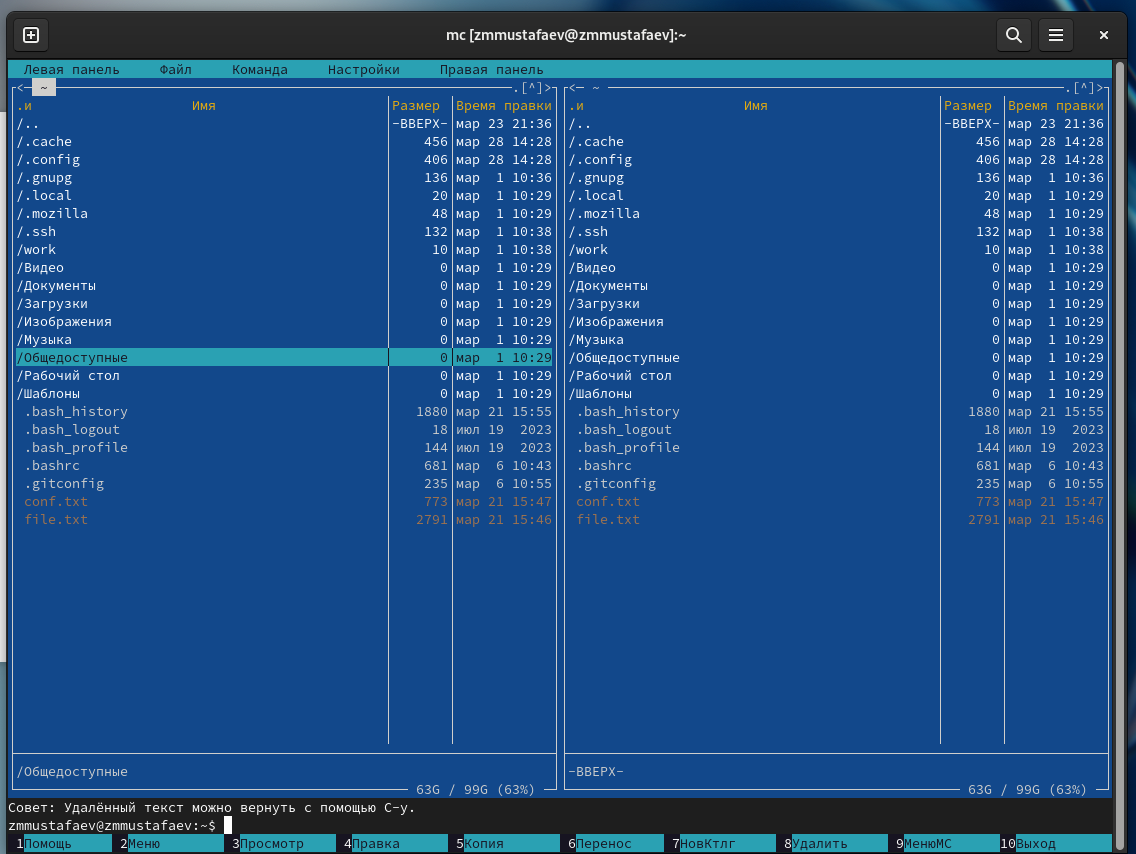 mc [zmmustafaev@zmmustafaev]:~
Левая панель Файл Команда Настройки Правая панель
<─ ~ .[^]> <─ ~ .[^]>
.и Имя Размер Время правки .и Имя Размер Время правки
/.. -ВВЕРХ- мар 23 21:36 /.. -ВВЕРХ- мар 23 21:36
/.cache 456 мар 28 14:28 /.cache 456 мар 28 14:28
/.config 406 мар 28 14:28 /.config 406 мар 28 14:28
/.gnupg 136 мар 1 10:36 /.gnupg 136 мар 1 10:36
/.local 20 мар 1 10:29 /.local 20 мар 1 10:29
/.mozilla 48 мар 1 10:29 /.mozilla 48 мар 1 10:29
/.ssh 132 мар 1 10:38 /.ssh 132 мар 1 10:38
/work 10 мар 1 10:38 /work 10 мар 1 10:38
/Видео 0 мар 1 10:29 /Видео 0 мар 1 10:29
/Документы 0 мар 1 10:29 /Документы 0 мар 1 10:29
/Загрузки 0 мар 1 10:29 /Загрузки 0 мар 1 10:29
/Изображения 0 мар 1 10:29 /Изображения 0 мар 1 10:29
/Музыка 0 мар 1 10:29 /Музыка 0 мар 1 10:29
/Общедоступные 0 мар 1 10:29 /Общедоступные 0 мар 1 10:29
/Рабочий стол 0 мар 1 10:29 /Рабочий стол 0 мар 1 10:29
/Шаблоны 0 мар 1 10:29 /Шаблоны 0 мар 1 10:29
.bash_history 1880 мар 21 15:55 .bash_history 1880 мар 21 15:55
.bash_logout 18 июл 19 2023 .bash_logout 18 июл 19 2023
.bash_profile 144 июл 19 2023 .bash_profile 144 июл 19 2023
.bashrc 681 мар 6 10:43 .bashrc 681 мар 6 10:43
.gitconfig 235 мар 6 10:55 .gitconfig 235 мар 6 10:55
conf.txt 773 мар 21 15:47 conf.txt 773 мар 21 15:47
file.txt 2791 мар 21 15:46 file.txt 2791 мар 21 15:46
/Общедоступные -ВВЕРХ-
63G / 99G (63%) 63G / 99G (63%)
Совет: Удалённый текст можно вернуть с помощью C-y.
zmmustafaev@zmmustafaev:~$
1Помощь 2Меню 3Просмотр 4Правка 5Копия 6Перенос 7НовКтлг 8Удалить 9МенюМС 10Выход